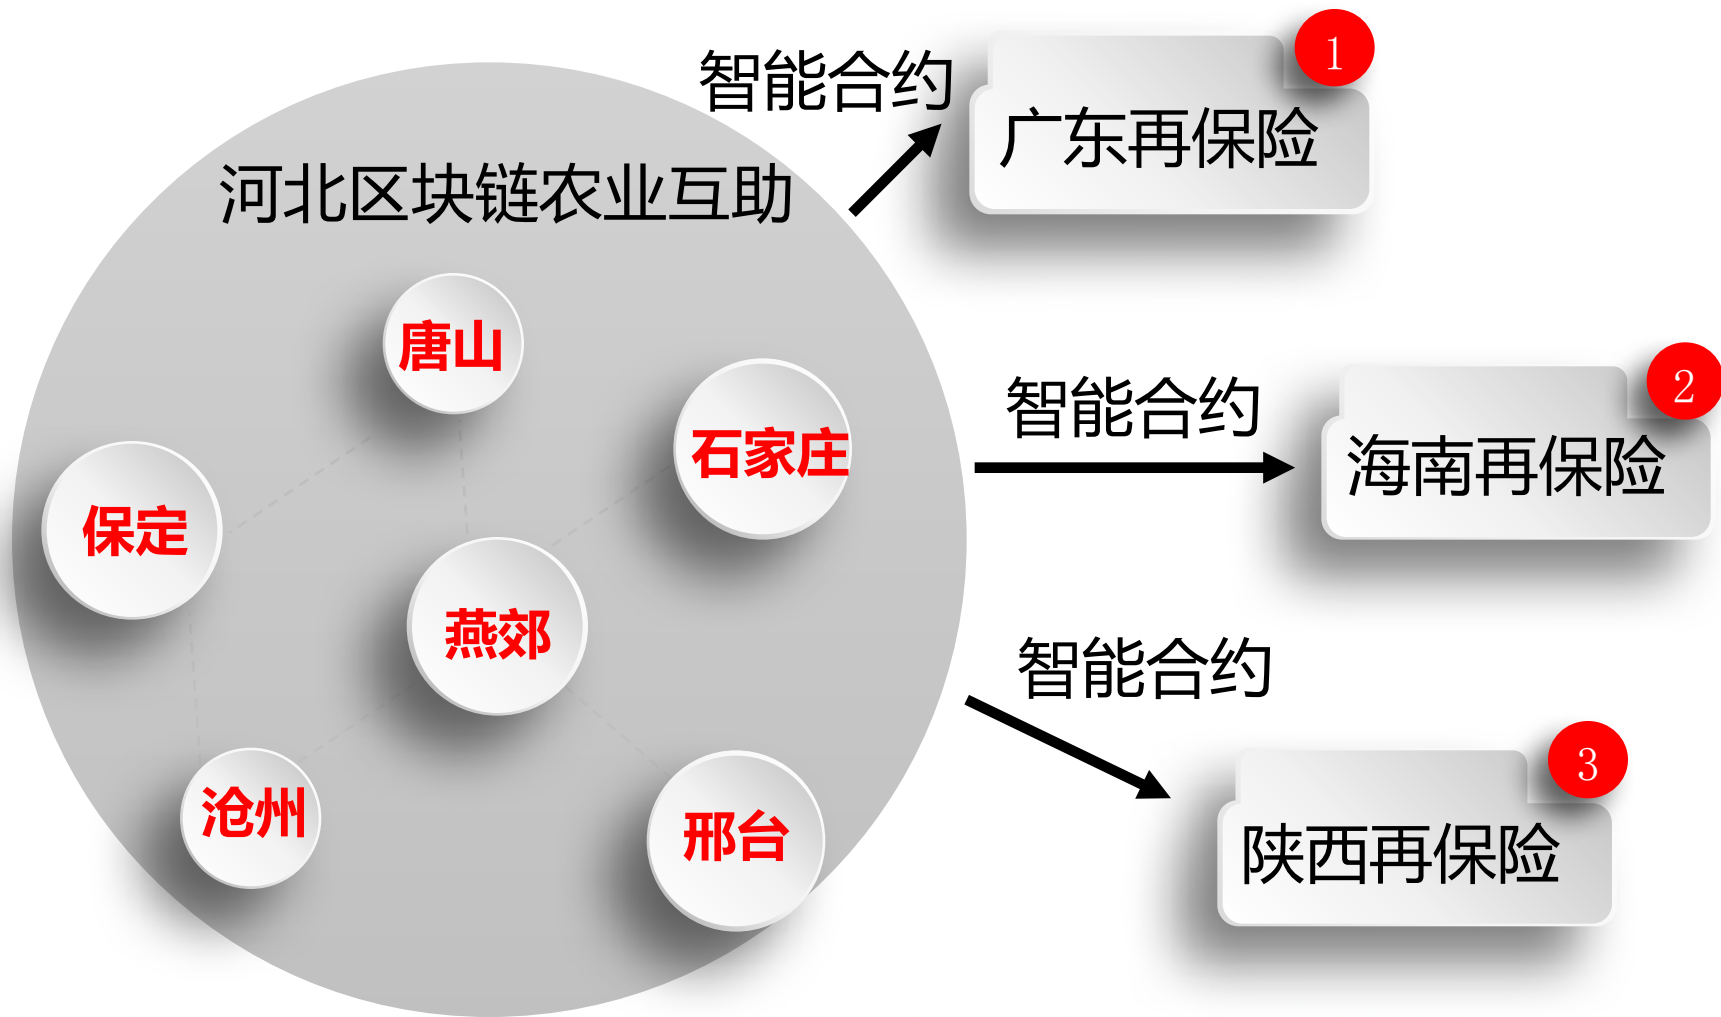 智能合约
1
广东再保险
河北区块链农业互助
唐山
石家庄
保定
燕郊
沧州
邢台
智能合约
2
海南再保险
智能合约
3
陕西再保险